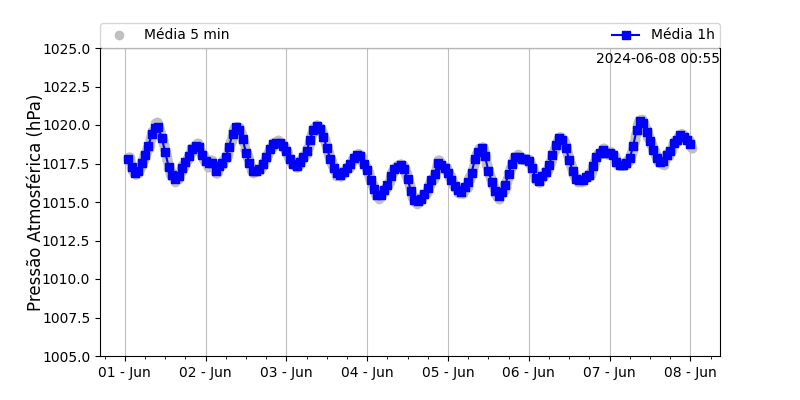 Média 5 min
Média 1h
2024-06-08 00:55
Pressão Atmosférica (hPa)
1025.0
1022.5
1020.0
1017.5
1015.0
1012.5
1010.0
1007.5
1005.0
01 - Jun
02 - Jun
03 - Jun
04 - Jun
05 - Jun
06 - Jun
07 - Jun
08 - Jun